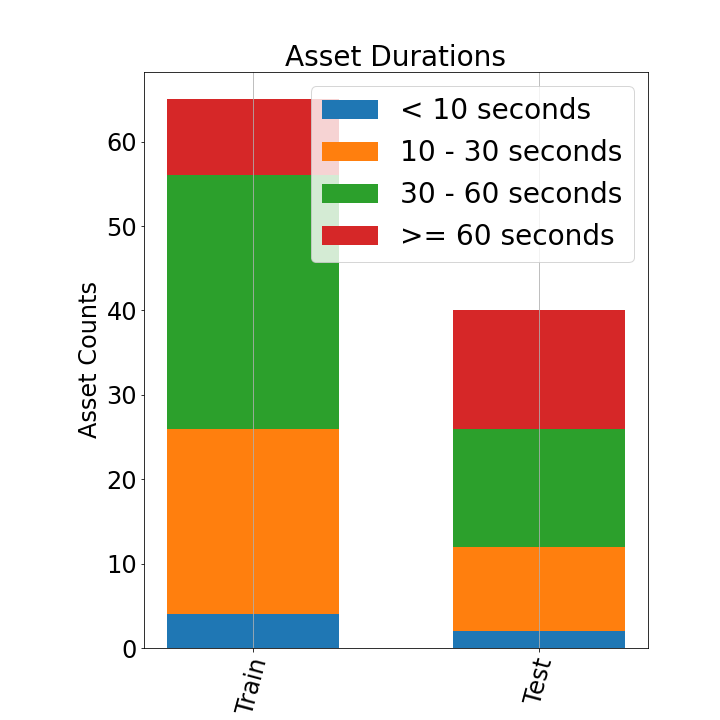 Asset Durations
< 10 seconds
10 - 30 seconds
30 - 60 seconds
>= 60 seconds
Asset Counts
60
50
40
30
20
10
0
Train
Test